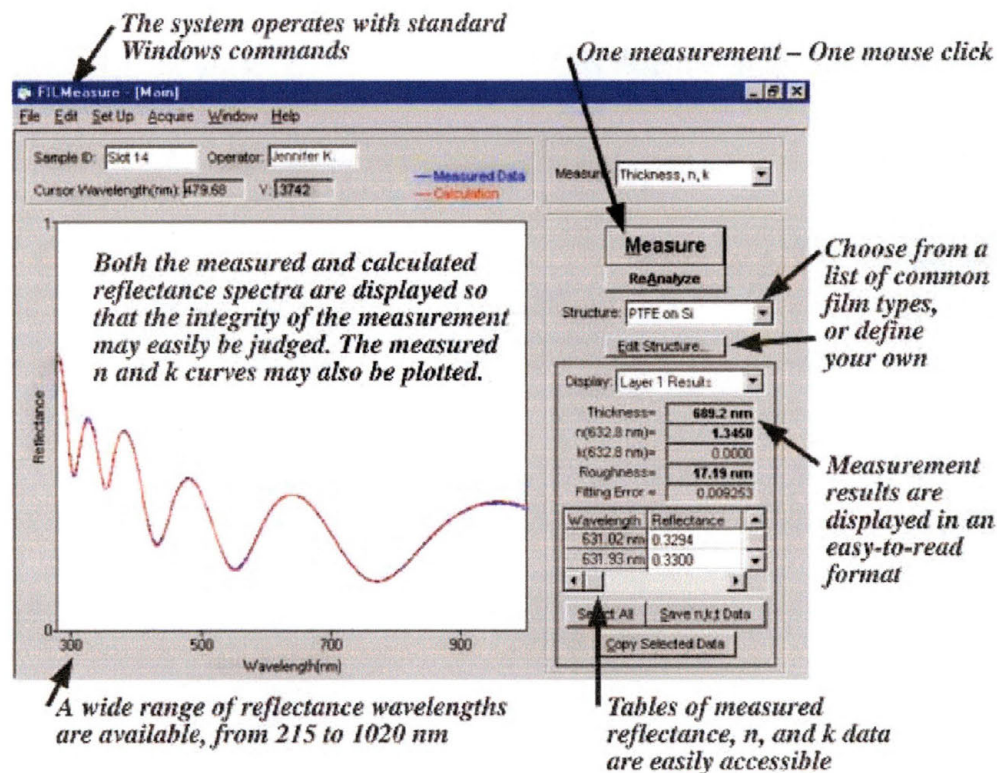 The system operates with standard
Windows commands
One measurement – One mouse click
FILMeasure - [Main]
File Edit Set Up Acquire Window Help
Sample ID: Slot 14 Operator: Jennifer K.
Cursor Wavelength(nm): 479.68 Y: .3742
Measured Data
Calculation
Measure: Thickness, n, k
Measure
ReAnalyze
Structure: PTFE on Si
Edit Structure...
Choose from a
list of common
film types,
or define
your own
1
Both the measured and calculated
reflectance spectra are displayed so
that the integrity of the measurement
may easily be judged. The measured
n and k curves may also be plotted.
Reflectance
0
300 500 700 900
Wavelength(nm)
Display: Layer 1 Results
Thickness= 689.2 nm
n(632.8 nm)= 1.3450
k(632.8 nm)= 0.0000
Roughness= 17.19 nm
Fitting Error = 0.009253
Wavelength Reflectance
631.02 nm 0.3294
631.93 nm 0.3300
Select All Save n,k,t Data
Copy Selected Data
Measurement
results are
displayed in an
easy-to-read
format
A wide range of reflectance wavelengths
are available, from 215 to 1020 nm
Tables of measured
reflectance, n, and k data
are easily accessible